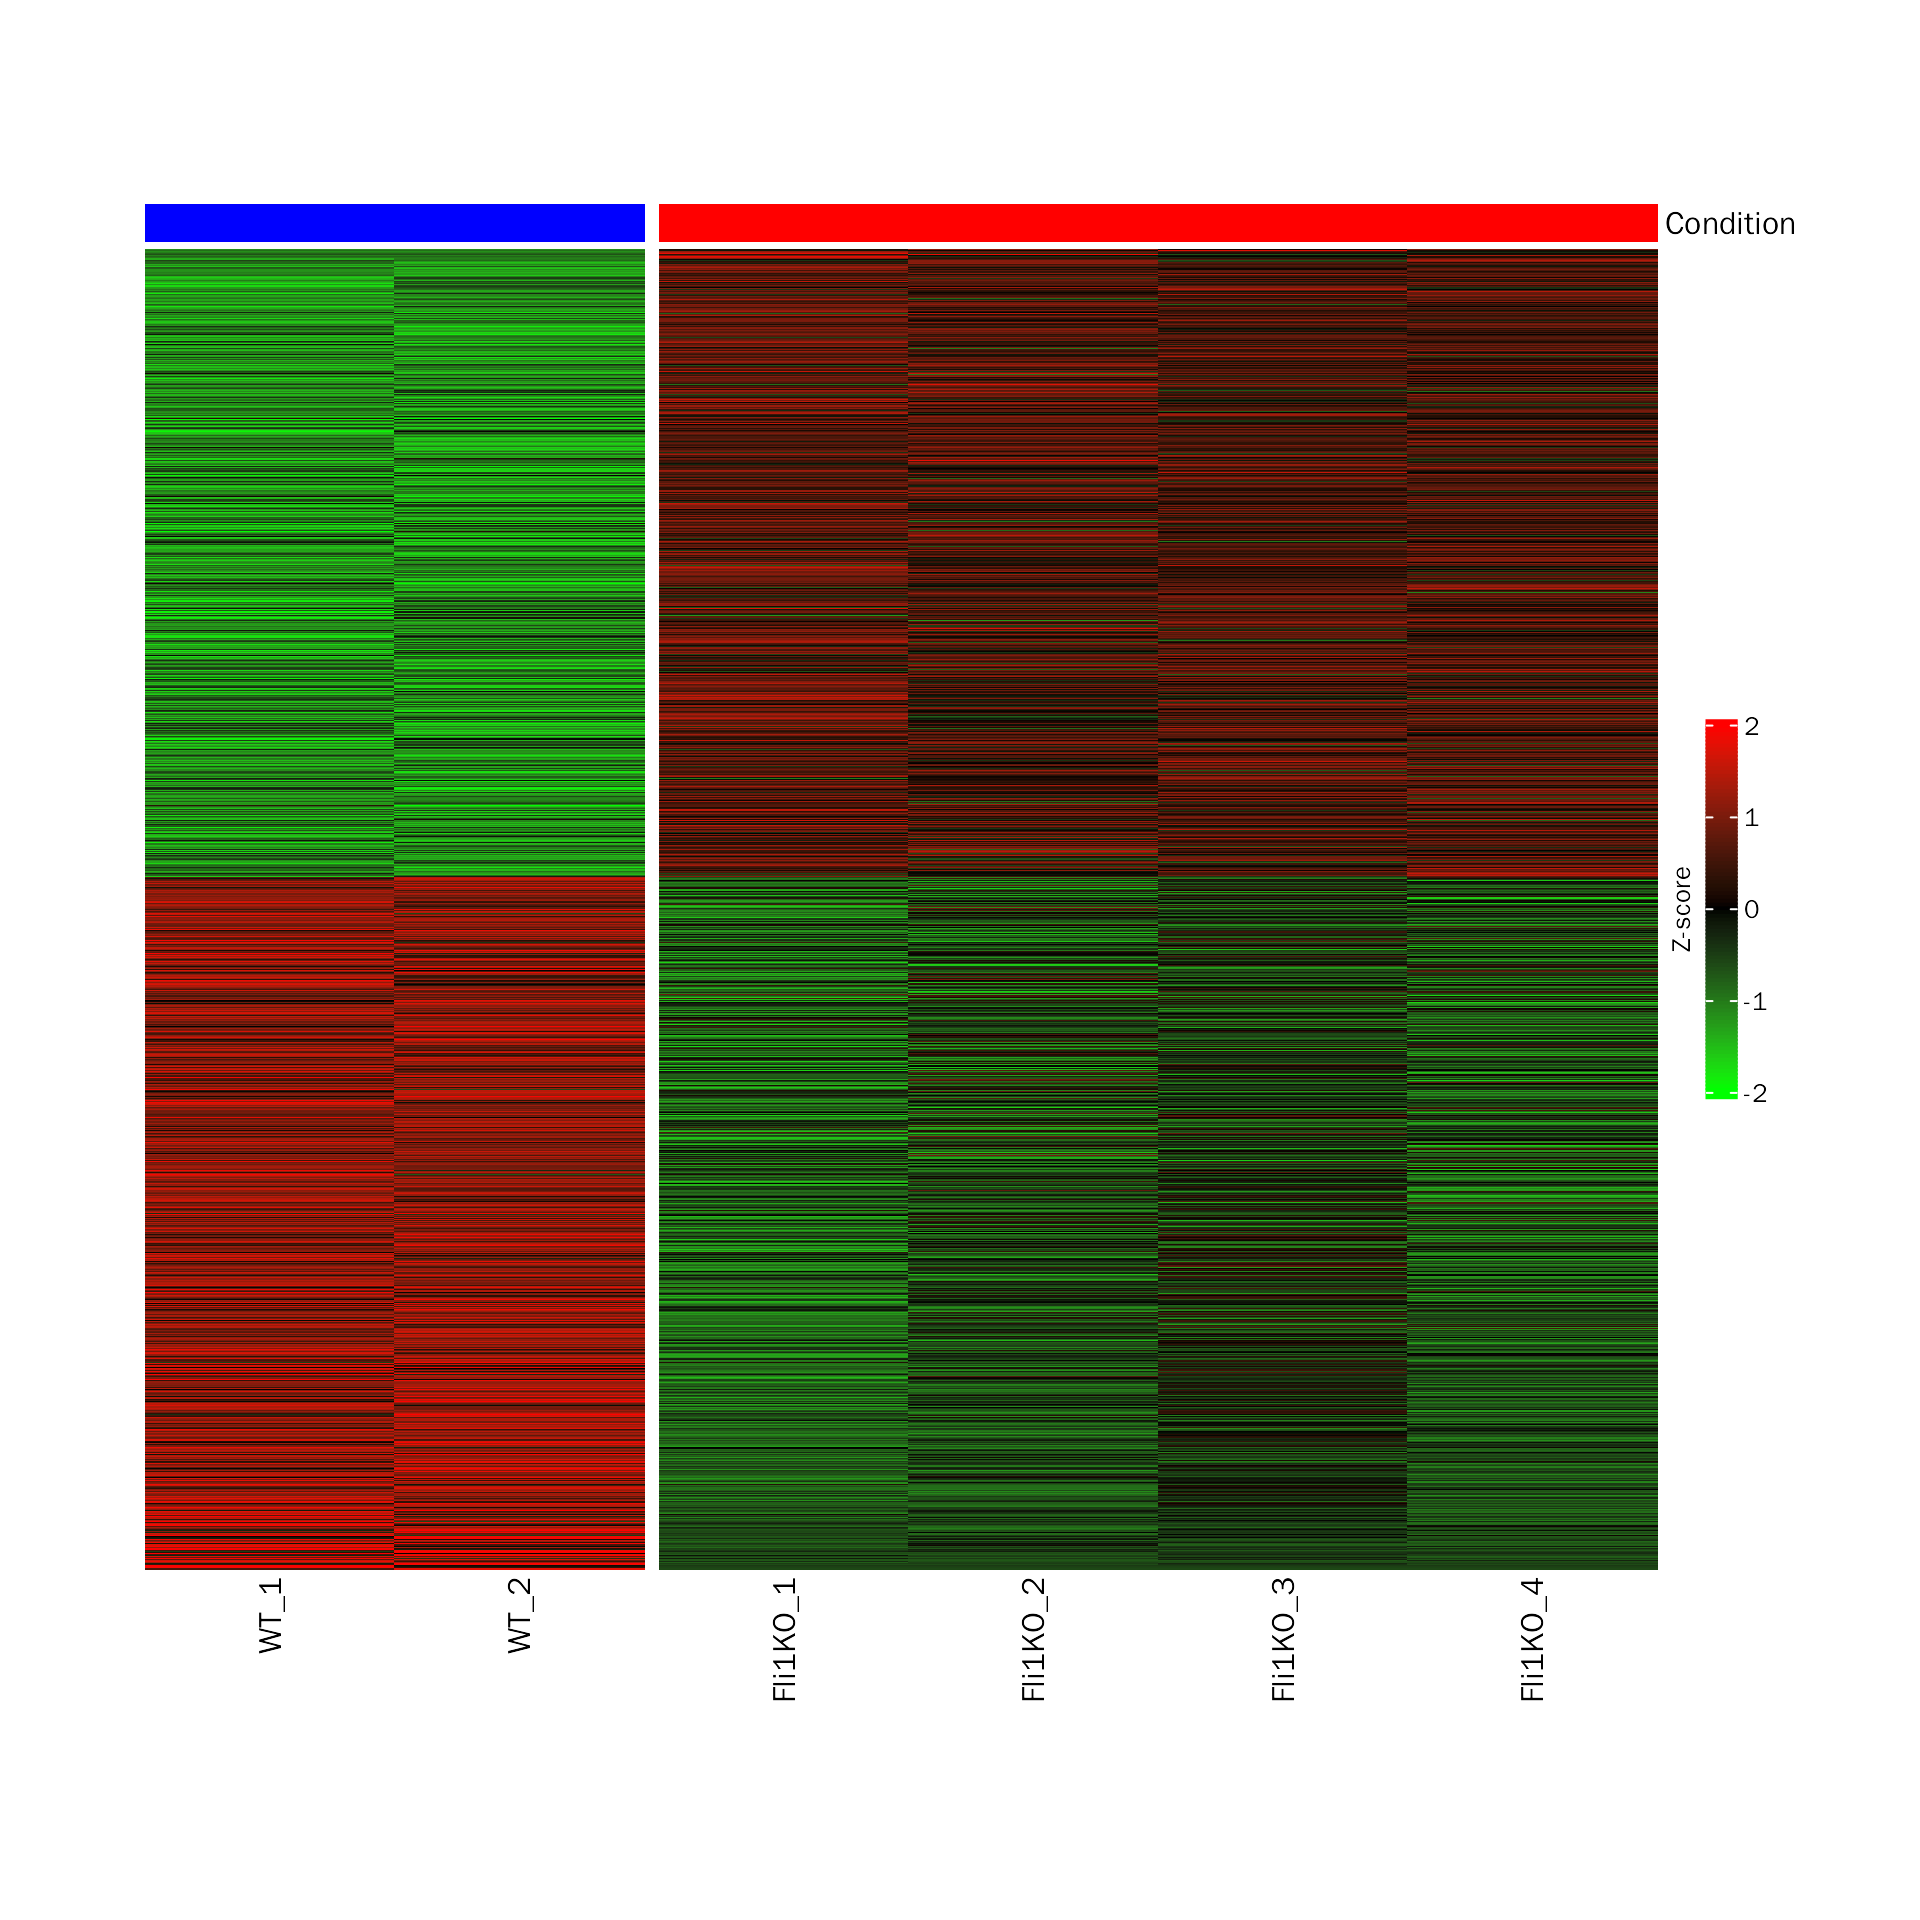 Condition
Z-score
2
1
0
-1
-2
WT_1
WT_2
Fli1KO_1
Fli1KO_2
Fli1KO_3
Fli1KO_4